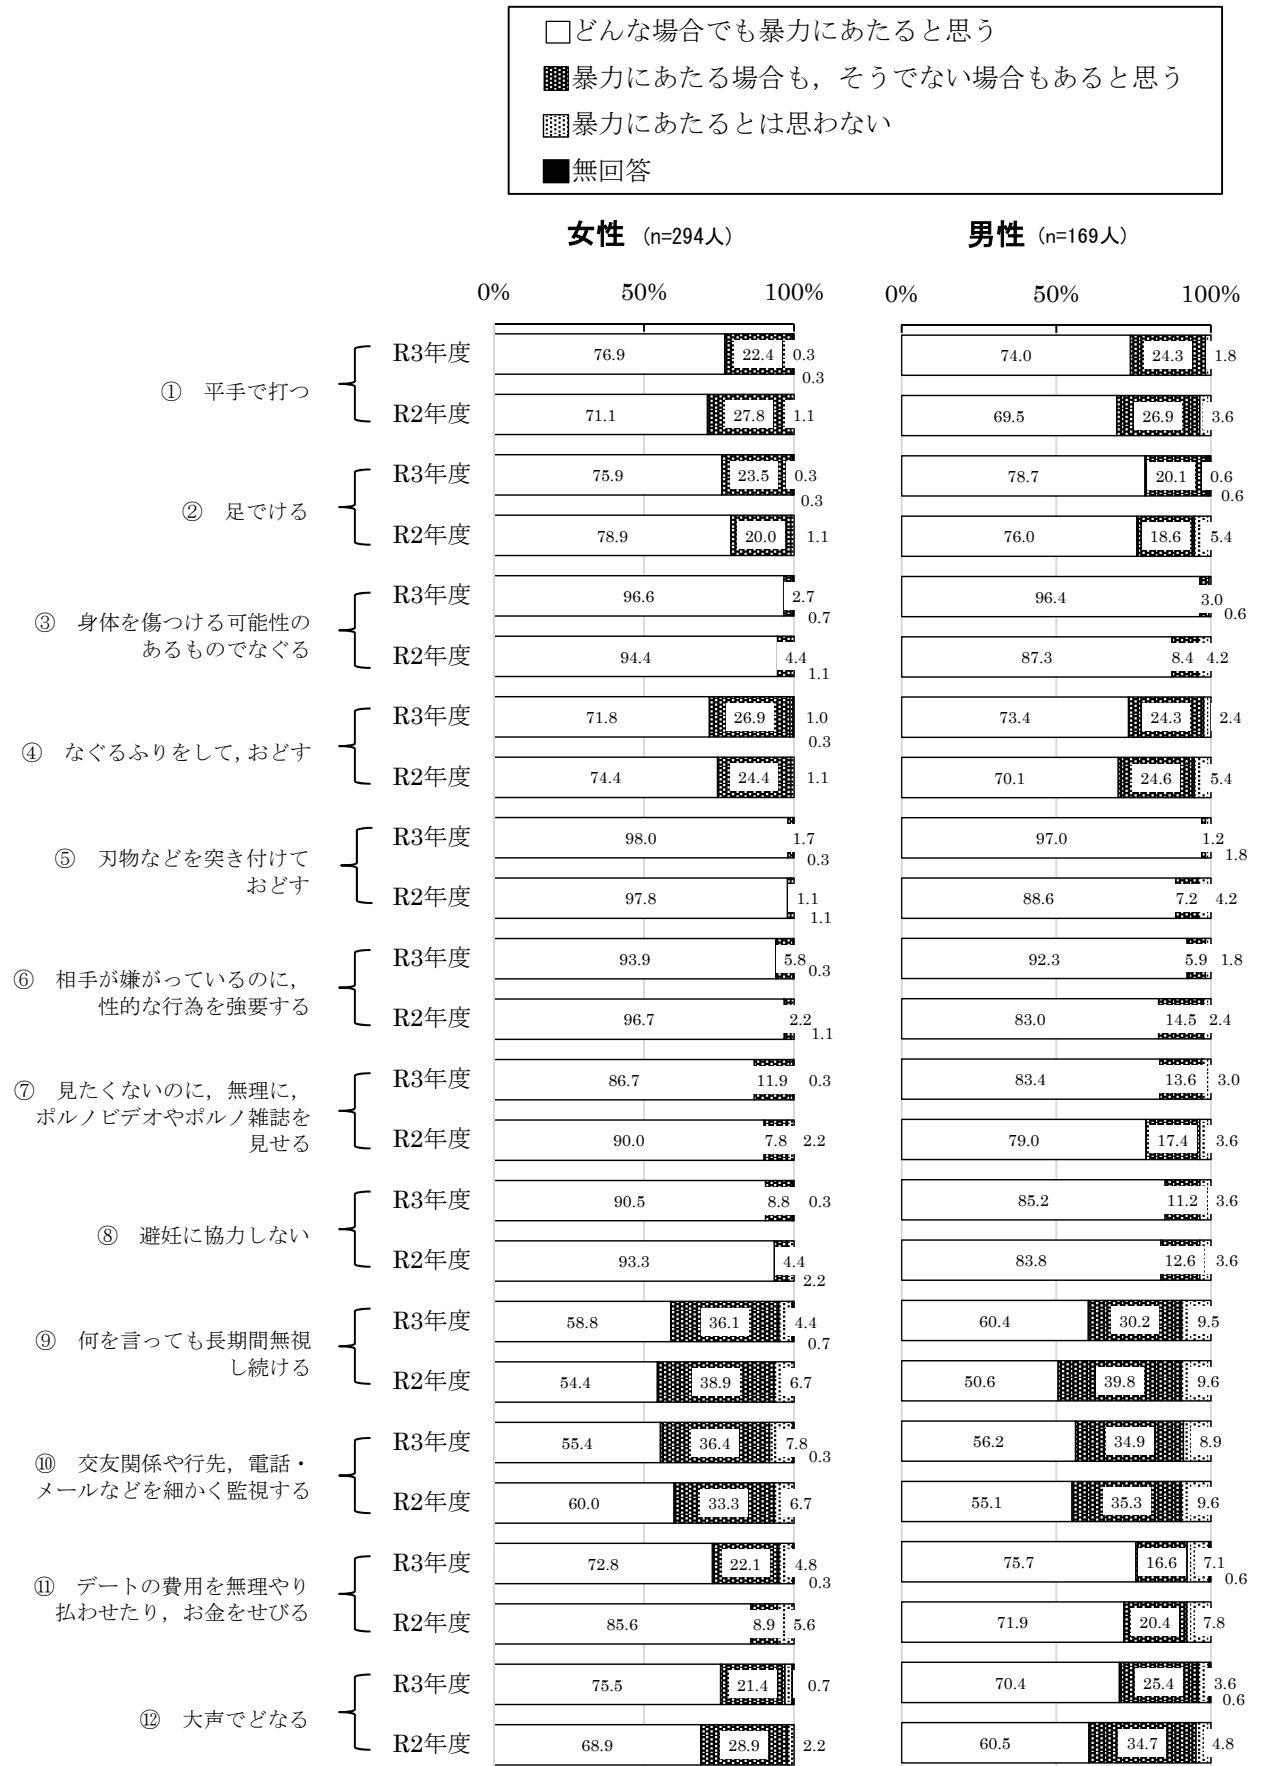 □どんな場合でも暴力にあたると思う
暴力にあたる場合も，そうでない場合もあると思う
暴力にあたるとは思わない
■無回答
女性 (n=294人)
男性 (n=169人)
0% 50% 100% 0% 50% 100%
① 平手で打つ
R3年度 76.9 22.4 0.3 0.3 74.0 24.3 1.8
R2年度 71.1 27.8 1.1 69.5 26.9 3.6
② 足でける
R3年度 75.9 23.5 0.3 0.3 78.7 20.1 0.6 0.6
R2年度 78.9 20.0 1.1 76.0 18.6 5.4
③ 身体を傷つける可能性の
あるものでなぐる
R3年度 96.6 2.7 0.7 96.4 3.0 0.6
R2年度 94.4 4.4 1.1 87.3 8.4 4.2
④ なぐるふりをして，おどす
R3年度 71.8 26.9 1.0 0.3 73.4 24.3 2.4
R2年度 74.4 24.4 1.1 70.1 24.6 5.4
⑤ 刃物などを突き付けて
おどす
R3年度 98.0 1.7 0.3 97.0 1.2 1.8
R2年度 97.8 1.1 1.1 88.6 7.2 4.2
⑥ 相手が嫌がっているのに，
性的な行為を強要する
R3年度 93.9 5.8 0.3 92.3 5.9 1.8
R2年度 96.7 2.2 1.1 83.0 14.5 2.4
⑦ 見たくないのに，無理に，
ポルノビデオやポルノ雑誌を
見せる
R3年度 86.7 11.9 0.3 83.4 13.6 3.0
R2年度 90.0 7.8 2.2 79.0 17.4 3.6
⑧ 避妊に協力しない
R3年度 90.5 8.8 0.3 85.2 11.2 3.6
R2年度 93.3 4.4 2.2 83.8 12.6 3.6
⑨ 何を言っても長期間無視
し続ける
R3年度 58.8 36.1 4.4 0.7 60.4 30.2 9.5
R2年度 54.4 38.9 6.7 50.6 39.8 9.6
⑩ 交友関係や行先，電話・
メールなどを細かく監視する
R3年度 55.4 36.4 7.8 0.3 56.2 34.9 8.9
R2年度 60.0 33.3 6.7 55.1 35.3 9.6
⑪ デートの費用を無理やり
払わせたり，お金をせびる
R3年度 72.8 22.1 4.8 0.3 75.7 16.6 7.1 0.6
R2年度 85.6 8.9 5.6 71.9 20.4 7.8
⑫ 大声でどなる
R3年度 75.5 21.4 0.7 70.4 25.4 3.6 0.6
R2年度 68.9 28.9 2.2 60.5 34.7 4.8